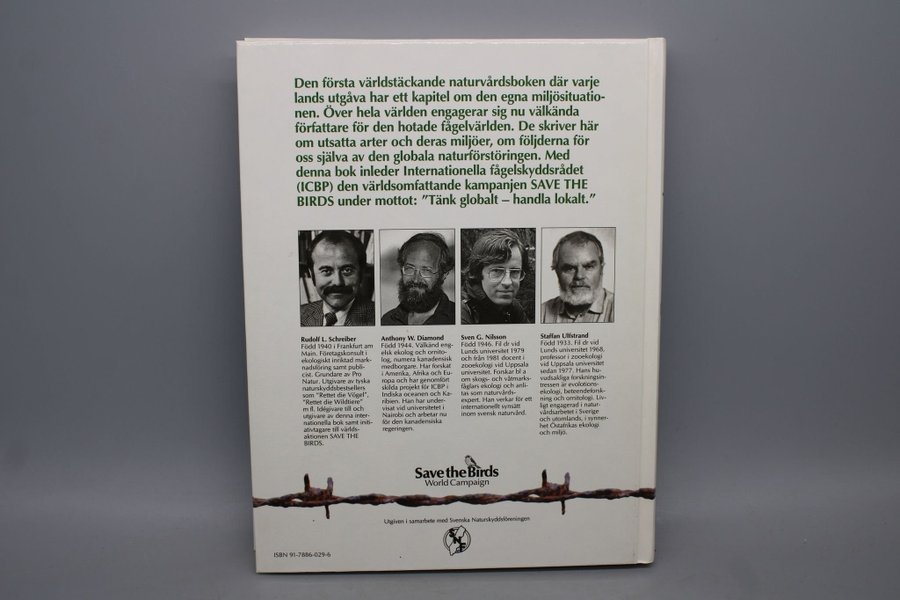 Den första världstäckande naturvårdsboken där varje
lands utgåva har ett kapitel om den egna miljösituatio-
nen. Över hela världen engagerar sig nu välkända
författare för den hotade fågelvärlden. De skriver här
om utsatta arter och deras miljöer, om följderna för
oss själva av den globala naturförstöringen. Med
denna bok inleder Internationella fågelskyddsrådet
(ICBP) den världsomfattande kampanjen SAVE THE
BIRDS under mottot: ”Tänk globalt – handla lokalt.”
Rudolf L. Schreiber
Född 1940 i Frankfurt am
Main. Företagskonsult i
ekologiskt inriktad mark-
nadsföring samt publi-
cist. Grundare av Pro
Natur. Utgivare av tyska
naturskyddsbestsellers
som ”Rettet die Vögel”,
”Rettet die Wildtiere”
m fl. Idégivare till och
utgivare av denna inter-
nationella bok samt initi-
ativtagare till världs-
aktionen SAVE THE
BIRDS.
Anthony W. Diamond
Född 1944. Välkänd eng-
elsk ekolog och ornito-
log, numera kanadensisk
medborgare. Har forskat
i Amerika, Afrika och Eu-
ropa och har genomfört
skilda projekt för ICBP i
Indiska oceanen och Ka-
ribien. Han har under-
visat vid universitetet i
Nairobi och arbetar nu
för den kanadensiska
regeringen.
Sven G. Nilsson
Född 1946. Fil dr vid
Lunds universitet 1979
och från 1981 docent i
zooekologi vid Uppsala
universitet. Forskar bl a
om skogs- och våtmarks-
fåglars ekologi och anli-
tas som naturvårds-
expert. Han verkar för ett
internationellt synsätt
inom svensk naturvård.
Staffan Ulfstrand
Född 1933. Fil dr vid
Lunds universitet 1968,
professor i zooekologi
vid Uppsala universitet
sedan 1977. Hans hu-
vudsakliga forskningsin-
tressen är evolutions-
ekologi, beteendeforsk-
ning och ornitologi. Liv-
ligt engagerad i natur-
vårdsarbetet i Sverige
och utomlands, i synner-
het Östafrikas ekologi
och miljö.
Save the Birds
World Campaign
Utgiven i samarbete med Svenska Naturskyddsföreningen
SNF
ISBN 91-7886-029-6